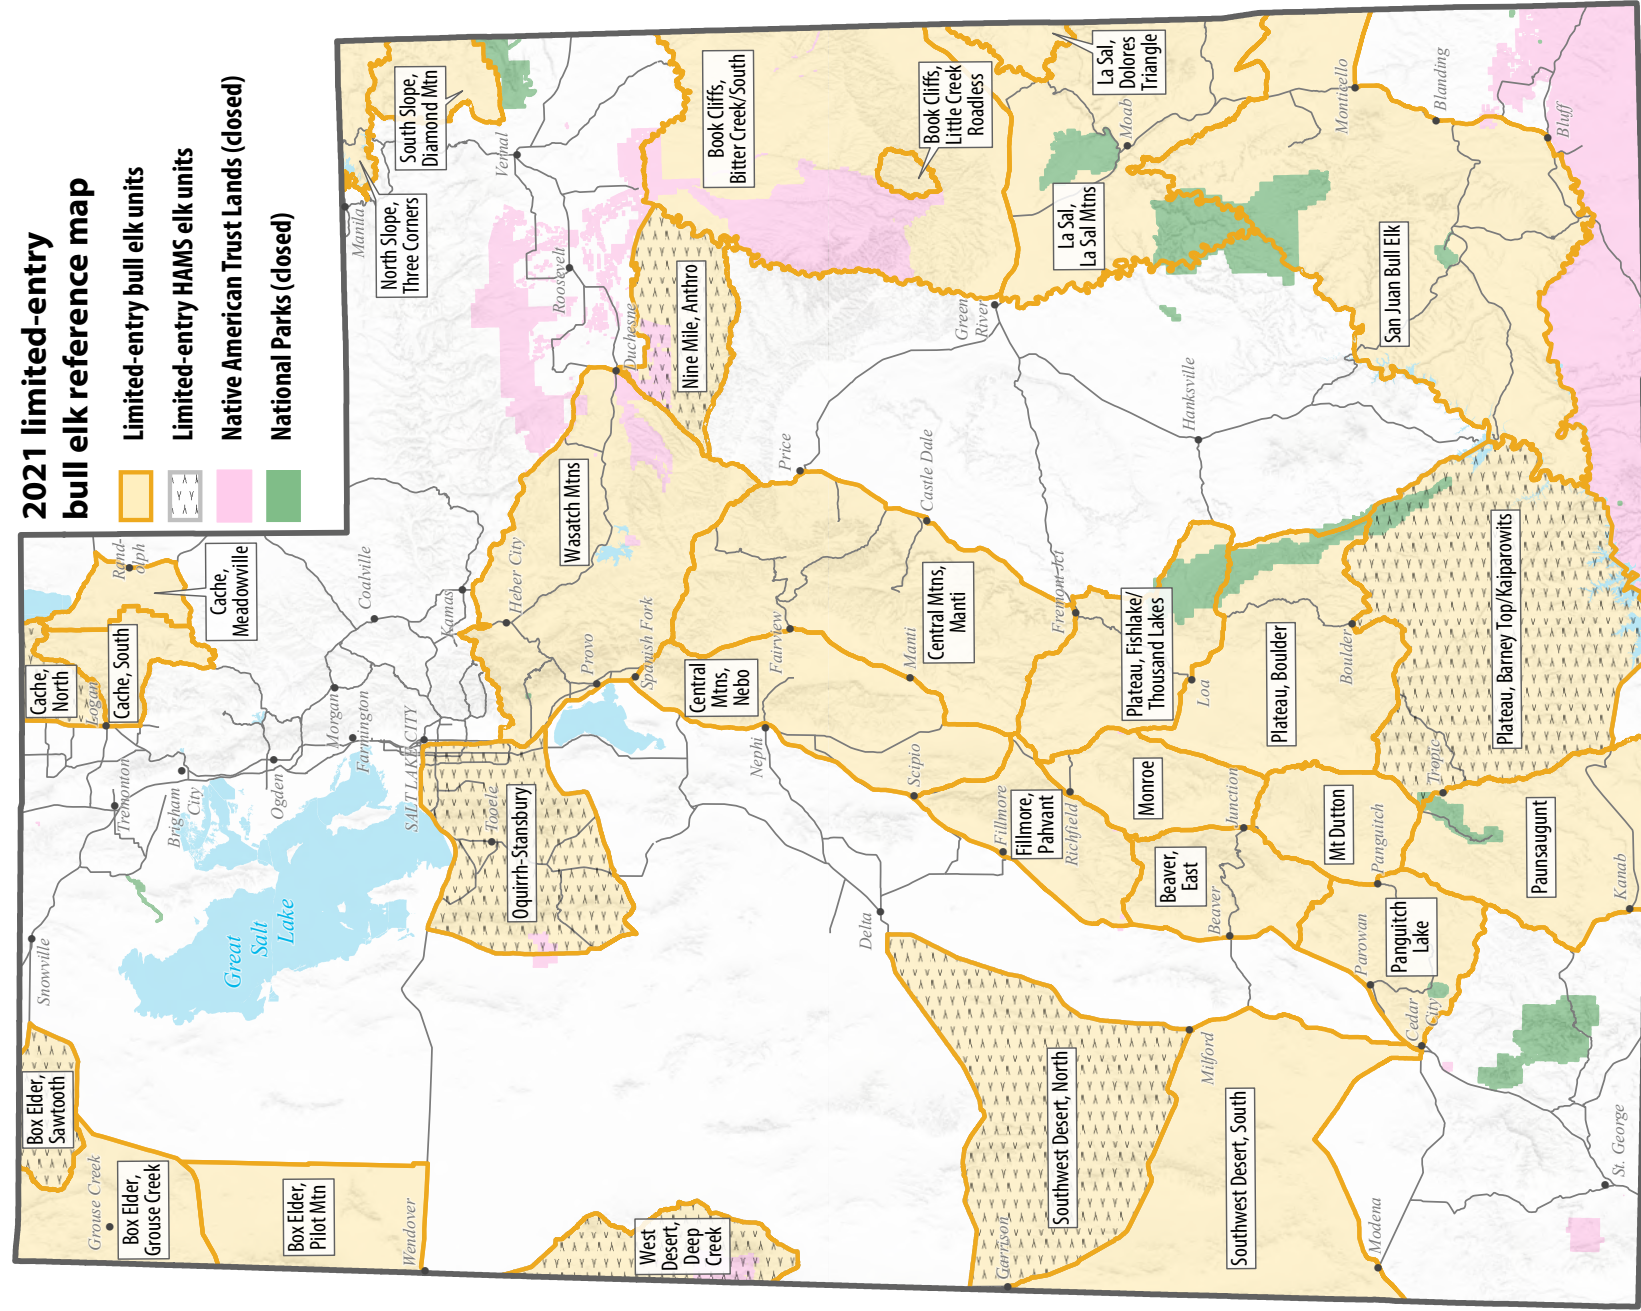 2021 limited-entry
bull elk reference map
Limited-entry bull elk units
Limited-entry HAMS elk units
Native American Trust Lands (closed)
National Parks (closed)
Snowville
Box Elder,
Sawtooth
Grouse Creek
Box Elder,
Grouse Creek
Box Elder,
Pilot Mtn
Wendover
Great
Salt
Lake
Tremonton
Brigham
City
Ogden
Cache,
North
Logan
Cache, South
Rand-
olph
Cache,
Meadowville
Morgan
Farmington
Coalville
SALT LAKE CITY
Kamas
Heber City
Tooele
Oquirrh-Stansbury
Provo
Spanish Fork
Wasatch Mtns
Manila
North Slope,
Three Corners
South Slope,
Diamond Mtn
Vernal
Roosevelt
Duchesne
Nine Mile, Anthro
Book Cliffs,
Bitter Creek/South
Book Cliffs,
Little Creek
Roadless
La Sal,
Dolores
Triangle
Moab
La Sal,
La Sal Mtns
Green
River
Price
Castle Dale
Central
Mtns,
Nebo
Nephi
Fairview
Manti
Central Mtns,
Manti
West
Desert,
Deep
Creek
Delta
Scipio
Fillmore
Fillmore,
Pahvant
Richfield
Fremont Jct
Hanksville
Plateau, Fishlake/
Thousand Lakes
Loa
Monroe
Garrison
Southwest Desert, North
Milford
Southwest Desert, South
Beaver,
East
Beaver
Junction
Plateau, Boulder
Boulder
Mt Dutton
Panguitch
Parowan
Panguitch
Lake
Cedar
City
Modena
Tropic
Plateau, Barney Top/Kaiparowits
Paunsaugunt
Kanab
St. George
San Juan Bull Elk
Monticello
Blanding
Bluff